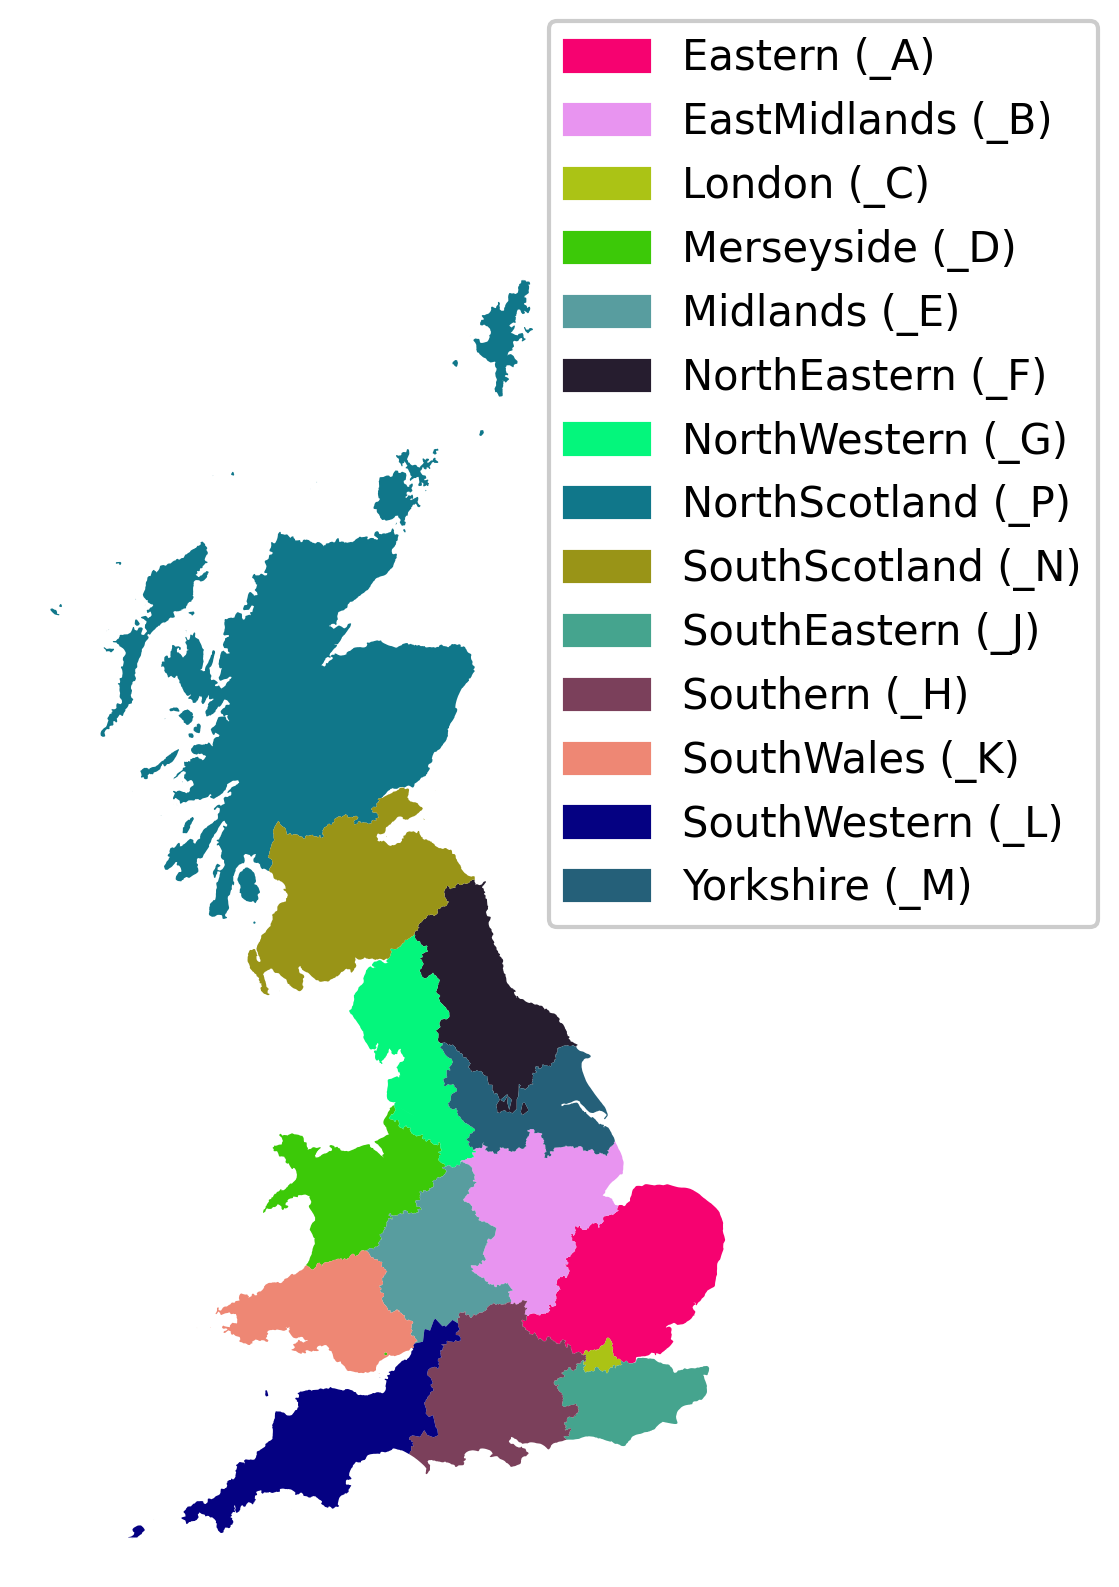 Eastern (_A)
EastMidlands (_B)
London (_C)
Merseyside (_D)
Midlands (_E)
NorthEastern (_F)
NorthWestern (_G)
NorthScotland (_P)
SouthScotland (_N)
SouthEastern (_J)
Southern (_H)
SouthWales (_K)
SouthWestern (_L)
Yorkshire (_M)